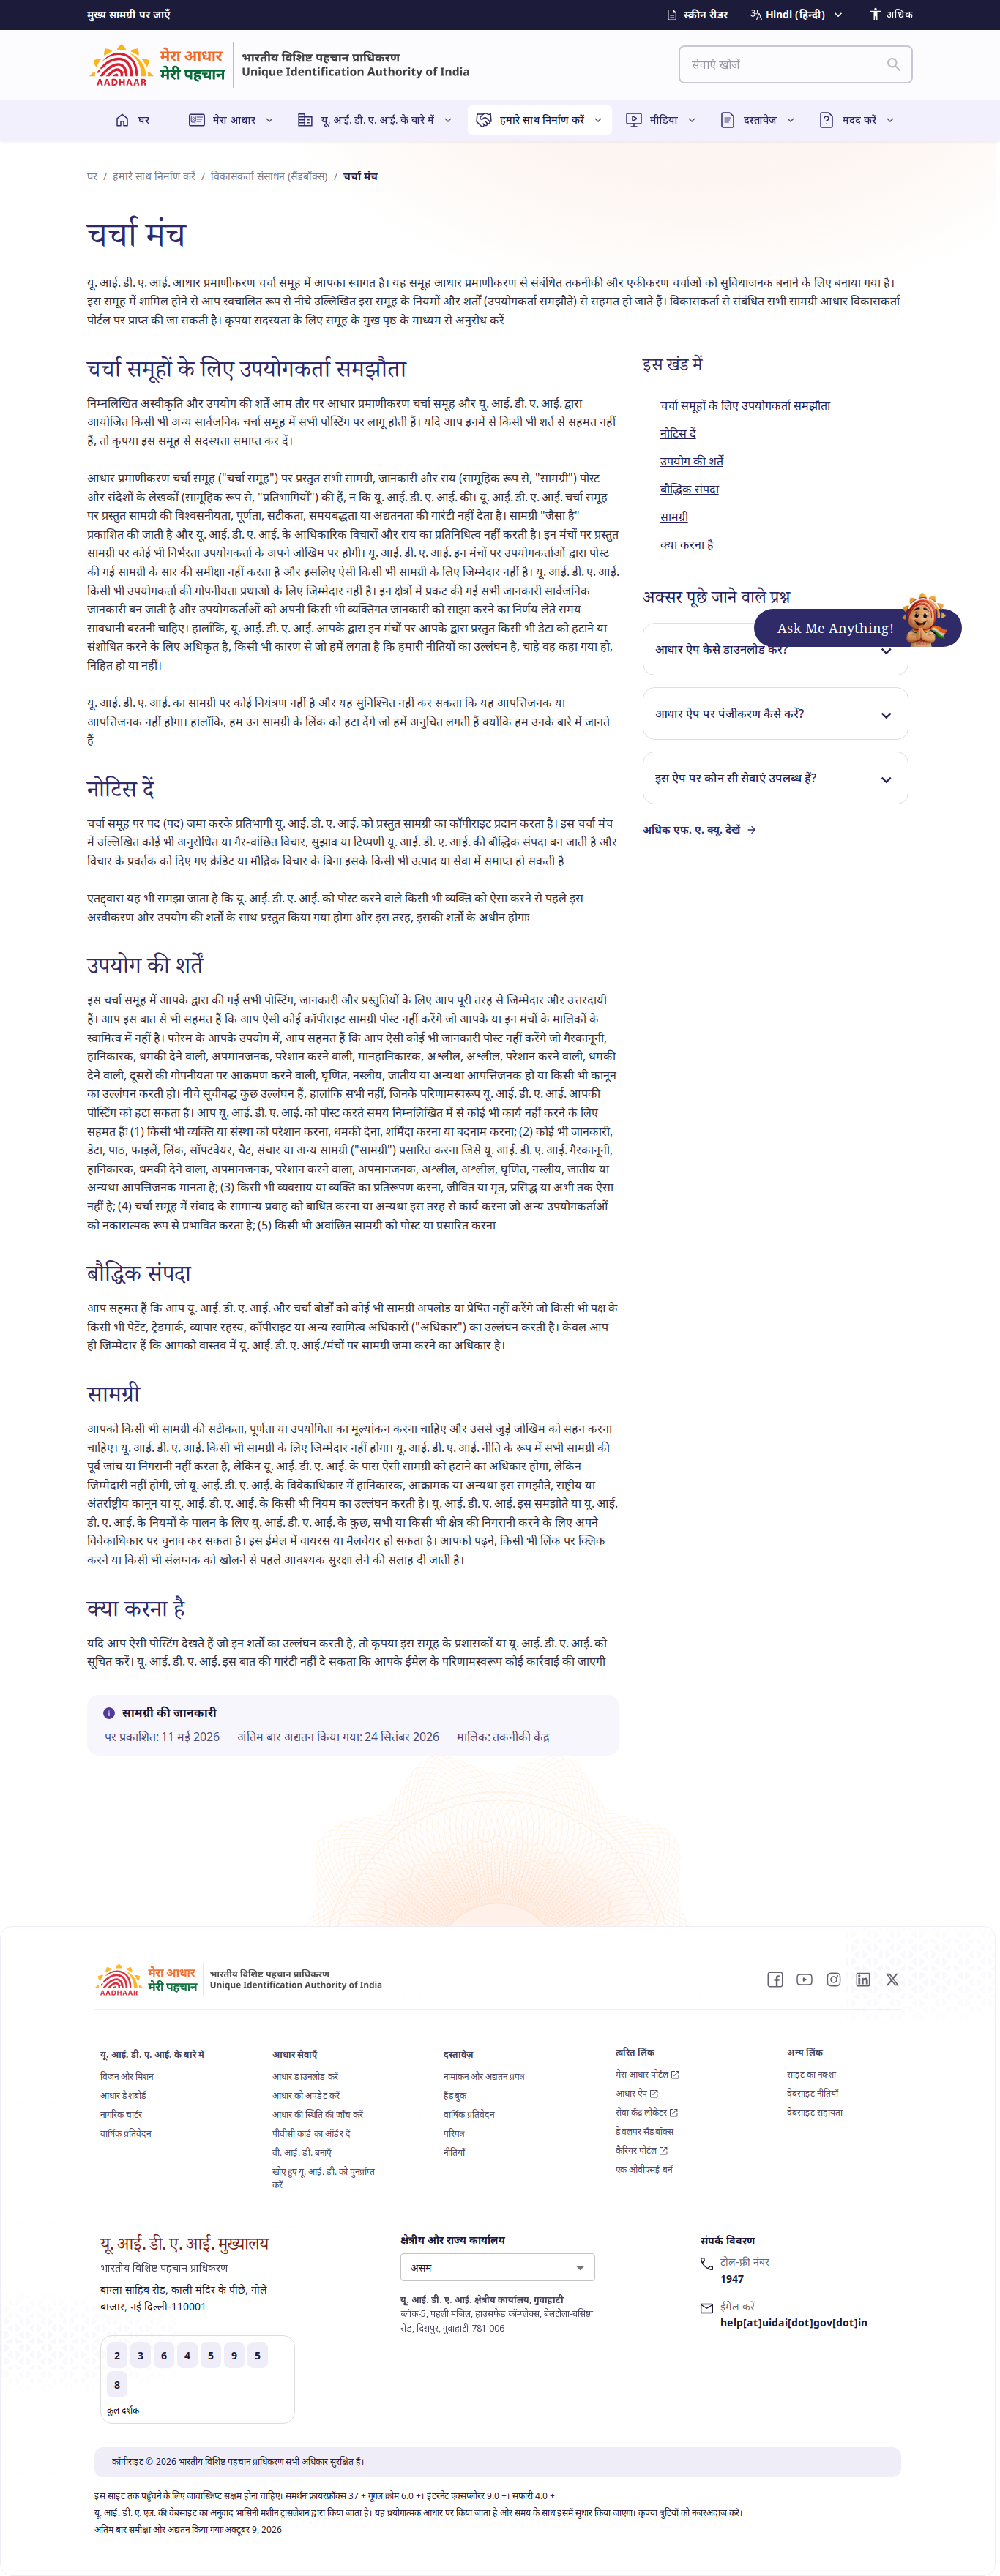 मुख्य सामग्री पर जाएँ
स्क्रीन रीडर
Hindi (हिन्दी)
अधिक
मेरा आधार
मेरी पहचान
AADHAAR
भारतीय विशिष्ट पहचान प्राधिकरण
Unique Identification Authority of India
सेवाएं खोजें
घर
मेरा आधार
यू. आई. डी. ए. आई. के बारे में
हमारे साथ निर्माण करें
मीडिया
दस्तावेज़
मदद करें
घर / हमारे साथ निर्माण करें / विकासकर्ता संसाधन (सैंडबॉक्स) / चर्चा मंच
चर्चा मंच
यू. आई. डी. ए. आई. आधार प्रमाणीकरण चर्चा समूह में आपका स्वागत है। यह समूह आधार प्रमाणीकरण से संबंधित तकनीकी और एकीकरण चर्चाओं को सुविधाजनक बनाने के लिए बनाया गया है।
इस समूह में शामिल होने से आप स्वचालित रूप से नीचे उल्लिखित इस समूह के नियमों और शर्तों (उपयोगकर्ता समझौते) से सहमत हो जाते हैं। विकासकर्ता से संबंधित सभी सामग्री आधार विकासकर्ता
पोर्टल पर प्राप्त की जा सकती है। कृपया सदस्यता के लिए समूह के मुख पृष्ठ के माध्यम से अनुरोध करें
चर्चा समूहों के लिए उपयोगकर्ता समझौता
निम्नलिखित अस्वीकृति और उपयोग की शर्तें आम तौर पर आधार प्रमाणीकरण चर्चा समूह और यू. आई. डी. ए. आई. द्वारा
आयोजित किसी भी अन्य सार्वजनिक चर्चा समूह में सभी पोस्टिंग पर लागू होती हैं। यदि आप इनमें से किसी भी शर्त से सहमत नहीं
हैं, तो कृपया इस समूह से सदस्यता समाप्त कर दें।
आधार प्रमाणीकरण चर्चा समूह ("चर्चा समूह") पर प्रस्तुत सभी सामग्री, जानकारी और राय (सामूहिक रूप से, "सामग्री") पोस्ट
और संदेशों के लेखकों (सामूहिक रूप से, "प्रतिभागियों") की हैं, न कि यू. आई. डी. ए. आई. की। यू. आई. डी. ए. आई. चर्चा समूह
पर प्रस्तुत सामग्री की विश्वसनीयता, पूर्णता, सटीकता, समयबद्धता या अद्यतनता की गारंटी नहीं देता है। सामग्री "जैसा है"
प्रकाशित की जाती है और यू. आई. डी. ए. आई. के आधिकारिक विचारों और राय का प्रतिनिधित्व नहीं करती है। इन मंचों पर प्रस्तुत
सामग्री पर कोई भी निर्भरता उपयोगकर्ता के अपने जोखिम पर होगी। यू. आई. डी. ए. आई. इन मंचों पर उपयोगकर्ताओं द्वारा पोस्ट
की गई सामग्री के सार की समीक्षा नहीं करता है और इसलिए ऐसी किसी भी सामग्री के लिए जिम्मेदार नहीं है। यू. आई. डी. ए. आई.
किसी भी उपयोगकर्ता की गोपनीयता प्रथाओं के लिए जिम्मेदार नहीं है। इन क्षेत्रों में प्रकट की गई सभी जानकारी सार्वजनिक
जानकारी बन जाती है और उपयोगकर्ताओं को अपनी किसी भी व्यक्तिगत जानकारी को साझा करने का निर्णय लेते समय
सावधानी बरतनी चाहिए। हालाँकि, यू. आई. डी. ए. आई. आपके द्वारा इन मंचों पर आपके द्वारा प्रस्तुत किसी भी डेटा को हटाने या
संशोधित करने के लिए अधिकृत है, किसी भी कारण से जो हमें लगता है कि हमारी नीतियों का उल्लंघन है, चाहे वह कहा गया हो,
निहित हो या नहीं।
यू. आई. डी. ए. आई. का सामग्री पर कोई नियंत्रण नहीं है और यह सुनिश्चित नहीं कर सकता कि यह आपत्तिजनक या
आपत्तिजनक नहीं होगा। हालाँकि, हम उन सामग्री के लिंक को हटा देंगे जो हमें अनुचित लगती हैं क्योंकि हम उनके बारे में जानते
हैं
नोटिस दें
चर्चा समूह पर पद (पद) जमा करके प्रतिभागी यू. आई. डी. ए. आई. को प्रस्तुत सामग्री का कॉपीराइट प्रदान करता है। इस चर्चा मंच
में उल्लिखित कोई भी अनुरोधित या गैर-वांछित विचार, सुझाव या टिप्पणी यू. आई. डी. ए. आई. की बौद्धिक संपदा बन जाती है और
विचार के प्रवर्तक को दिए गए क्रेडिट या मौद्रिक विचार के बिना इसके किसी भी उत्पाद या सेवा में समाप्त हो सकती है
एतद्द्वारा यह भी समझा जाता है कि यू. आई. डी. ए. आई. को पोस्ट करने वाले किसी भी व्यक्ति को ऐसा करने से पहले इस
अस्वीकरण और उपयोग की शर्तों के साथ प्रस्तुत किया गया होगा और इस तरह, इसकी शर्तों के अधीन होगाः
उपयोग की शर्तें
इस चर्चा समूह में आपके द्वारा की गई सभी पोस्टिंग, जानकारी और प्रस्तुतियों के लिए आप पूरी तरह से जिम्मेदार और उत्तरदायी
हैं। आप इस बात से भी सहमत हैं कि आप ऐसी कोई कॉपीराइट सामग्री पोस्ट नहीं करेंगे जो आपके या इन मंचों के मालिकों के
स्वामित्व में नहीं है। फोरम के आपके उपयोग में, आप सहमत हैं कि आप ऐसी कोई भी जानकारी पोस्ट नहीं करेंगे जो गैरकानूनी,
हानिकारक, धमकी देने वाली, अपमानजनक, परेशान करने वाली, मानहानिकारक, अश्लील, अश्लील, परेशान करने वाली, धमकी
देने वाली, दूसरों की गोपनीयता पर आक्रमण करने वाली, घृणित, नस्लीय, जातीय या अन्यथा आपत्तिजनक हो या किसी भी कानून
का उल्लंघन करती हो। नीचे सूचीबद्ध कुछ उल्लंघन हैं, हालांकि सभी नहीं, जिनके परिणामस्वरूप यू. आई. डी. ए. आई. आपकी
पोस्टिंग को हटा सकता है। आप यू. आई. डी. ए. आई. को पोस्ट करते समय निम्नलिखित में से कोई भी कार्य नहीं करने के लिए
सहमत हैंः (1) किसी भी व्यक्ति या संस्था को परेशान करना, धमकी देना, शर्मिंदा करना या बदनाम करना; (2) कोई भी जानकारी,
डेटा, पाठ, फाइलें, लिंक, सॉफ्टवेयर, चैट, संचार या अन्य सामग्री ("सामग्री") प्रसारित करना जिसे यू. आई. डी. ए. आई. गैरकानूनी,
हानिकारक, धमकी देने वाला, अपमानजनक, परेशान करने वाला, अपमानजनक, अश्लील, अश्लील, घृणित, नस्लीय, जातीय या
अन्यथा आपत्तिजनक मानता है; (3) किसी भी व्यवसाय या व्यक्ति का प्रतिरूपण करना, जीवित या मृत, प्रसिद्ध या अभी तक ऐसा
नहीं है; (4) चर्चा समूह में संवाद के सामान्य प्रवाह को बाधित करना या अन्यथा इस तरह से कार्य करना जो अन्य उपयोगकर्ताओं
को नकारात्मक रूप से प्रभावित करता है; (5) किसी भी अवांछित सामग्री को पोस्ट या प्रसारित करना
बौद्धिक संपदा
आप सहमत हैं कि आप यू. आई. डी. ए. आई. और चर्चा बोर्डों को कोई भी सामग्री अपलोड या प्रेषित नहीं करेंगे जो किसी भी पक्ष के
किसी भी पेटेंट, ट्रेडमार्क, व्यापार रहस्य, कॉपीराइट या अन्य स्वामित्व अधिकारों ("अधिकार") का उल्लंघन करती है। केवल आप
ही जिम्मेदार हैं कि आपको वास्तव में यू. आई. डी. ए. आई./मंचों पर सामग्री जमा करने का अधिकार है।
सामग्री
आपको किसी भी सामग्री की सटीकता, पूर्णता या उपयोगिता का मूल्यांकन करना चाहिए और उससे जुड़े जोखिम को सहन करना
चाहिए। यू. आई. डी. ए. आई. किसी भी सामग्री के लिए जिम्मेदार नहीं होगा। यू. आई. डी. ए. आई. नीति के रूप में सभी सामग्री की
पूर्व जांच या निगरानी नहीं करता है, लेकिन यू. आई. डी. ए. आई. के पास ऐसी सामग्री को हटाने का अधिकार होगा, लेकिन
जिम्मेदारी नहीं होगी, जो यू. आई. डी. ए. आई. के विवेकाधिकार में हानिकारक, आक्रामक या अन्यथा इस समझौते, राष्ट्रीय या
अंतर्राष्ट्रीय कानून या यू. आई. डी. ए. आई. के किसी भी नियम का उल्लंघन करती है। यू. आई. डी. ए. आई. इस समझौते या यू. आई.
डी. ए. आई. के नियमों के पालन के लिए यू. आई. डी. ए. आई. के कुछ, सभी या किसी भी क्षेत्र की निगरानी करने के लिए अपने
विवेकाधिकार पर चुनाव कर सकता है। इस ईमेल में वायरस या मैलवेयर हो सकता है। आपको पढ़ने, किसी भी लिंक पर क्लिक
करने या किसी भी संलग्नक को खोलने से पहले आवश्यक सुरक्षा लेने की सलाह दी जाती है।
क्या करना है
यदि आप ऐसी पोस्टिंग देखते हैं जो इन शर्तों का उल्लंघन करती है, तो कृपया इस समूह के प्रशासकों या यू. आई. डी. ए. आई. को
सूचित करें। यू. आई. डी. ए. आई. इस बात की गारंटी नहीं दे सकता कि आपके ईमेल के परिणामस्वरूप कोई कार्रवाई की जाएगी
सामग्री की जानकारी
पर प्रकाशित: 11 मई 2026 अंतिम बार अद्यतन किया गया: 24 सितंबर 2026 मालिक: तकनीकी केंद्र
इस खंड में
चर्चा समूहों के लिए उपयोगकर्ता समझौता
नोटिस दें
उपयोग की शर्तें
बौद्धिक संपदा
सामग्री
क्या करना है
अक्सर पूछे जाने वाले प्रश्न
Ask Me Anything!
आधार ऐप कैसे डाउनलोड करें?
आधार ऐप पर पंजीकरण कैसे करें?
इस ऐप पर कौन सी सेवाएं उपलब्ध हैं?
अधिक एफ. ए. क्यू. देखें
मेरा आधार
मेरी पहचान
AADHAAR
भारतीय विशिष्ट पहचान प्राधिकरण
Unique Identification Authority of India
यू. आई. डी. ए. आई. के बारे में
विजन और मिशन
आधार डैशबोर्ड
नागरिक चार्टर
वार्षिक प्रतिवेदन
आधार सेवाएँ
आधार डाउनलोड करें
आधार को अपडेट करें
आधार की स्थिति की जाँच करें
पीवीसी कार्ड का ऑर्डर दें
वी. आई. डी. बनाएँ
खोए हुए यू. आई. डी. को पुनर्प्राप्त
करें
दस्तावेज़
नामांकन और अद्यतन प्रपत्र
हैंडबुक
वार्षिक प्रतिवेदन
परिपत्र
नीतियाँ
त्वरित लिंक
मेरा आधार पोर्टल
आधार ऐप
सेवा केंद्र लोकेटर
डेवलपर सैंडबॉक्स
कैरियर पोर्टल
एक ओवीएसई बनें
अन्य लिंक
साइट का नक्शा
वेबसाइट नीतियाँ
वेबसाइट सहायता
यू. आई. डी. ए. आई. मुख्यालय
भारतीय विशिष्ट पहचान प्राधिकरण
बांग्ला साहिब रोड, काली मंदिर के पीछे, गोले
बाजार, नई दिल्ली-110001
2 3 6 4 5 9 5
8
कुल दर्शक
क्षेत्रीय और राज्य कार्यालय
असम
यू. आई. डी. ए. आई. क्षेत्रीय कार्यालय, गुवाहाटी
ब्लॉक-5, पहली मंजिल, हाउसफेड कॉम्प्लेक्स, बेलटोला-बसिष्ठा
रोड, दिसपुर, गुवाहाटी-781 006
संपर्क विवरण
टोल-फ्री नंबर
1947
ईमेल करें
help[at]uidai[dot]gov[dot]in
कॉपीराइट © 2026 भारतीय विशिष्ट पहचान प्राधिकरण सभी अधिकार सुरक्षित हैं।
इस साइट तक पहुँचने के लिए जावास्क्रिप्ट सक्षम होना चाहिए। समर्थनः फ़ायरफ़ॉक्स 37 + गूगल क्रोम 6.0 +। इंटरनेट एक्सप्लोरर 9.0 +। सफारी 4.0 +
यू. आई. डी. ए. एल. की वेबसाइट का अनुवाद भासिनी मशीन ट्रांसलेशन द्वारा किया जाता है। यह प्रयोगात्मक आधार पर किया जाता है और समय के साथ इसमें सुधार किया जाएगा। कृपया त्रुटियों को नजरअंदाज करें।
अंतिम बार समीक्षा और अद्यतन किया गयाः अक्टूबर 9, 2026